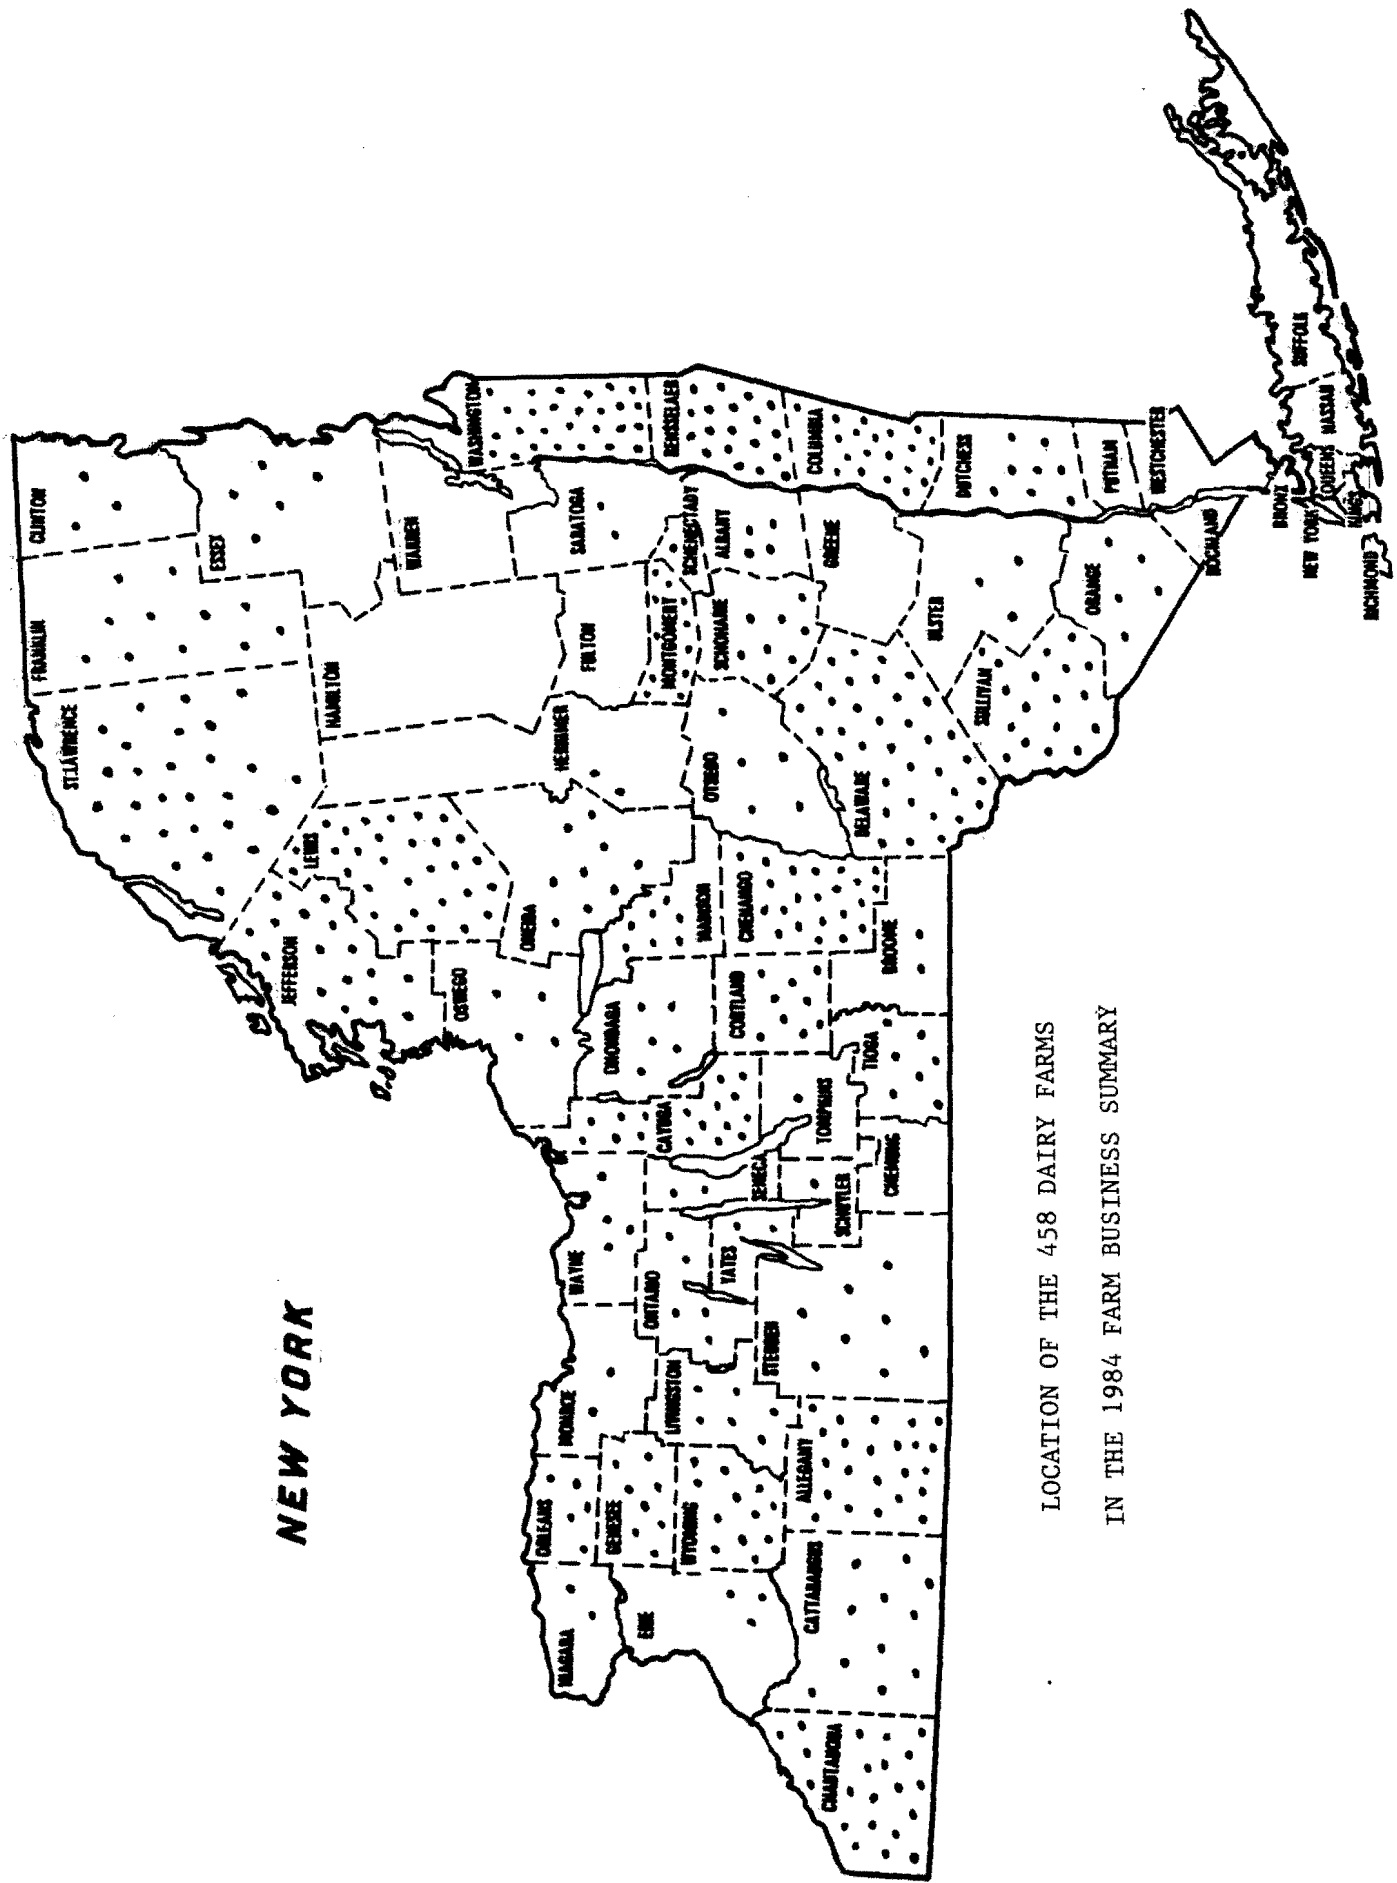 NEW YORK
CLINTON
FRANKLIN
ST.LAWRENCE
ESSEX
HAMILTON
WARREN
LEWIS
JEFFERSON
WASHINGTON
SARATOGA
FULTON
HERKIMER
ONEIDA
OSWEGO
RENSSELAER
SCHENECTADY
MONTGOMERY
ALBANY
SCHOHARIE
OTSEGO
MADISON
CHENANGO
ONONDAGA
CORTLAND
CAYUGA
WAYNE
ONTARIO
SENECA
YATES
MONROE
LIVINGSTON
ORLEANS
GENESEE
WYOMING
NIAGARA
ERIE
COLUMBIA
GREENE
DELAWARE
BROOME
TIOGA
TOMPKINS
SCHUYLER
CHEMUNG
STEUBEN
ALLEGANY
CATTARAUGUS
CHAUTAUQUA
DUTCHESS
ULSTER
SULLIVAN
ORANGE
PUTNAM
WESTCHESTER
ROCKLAND
BRONX
NEW YORK
QUEENS
KINGS
RICHMOND
NASSAU
SUFFOLK
LOCATION OF THE 458 DAIRY FARMS
IN THE 1984 FARM BUSINESS SUMMARY